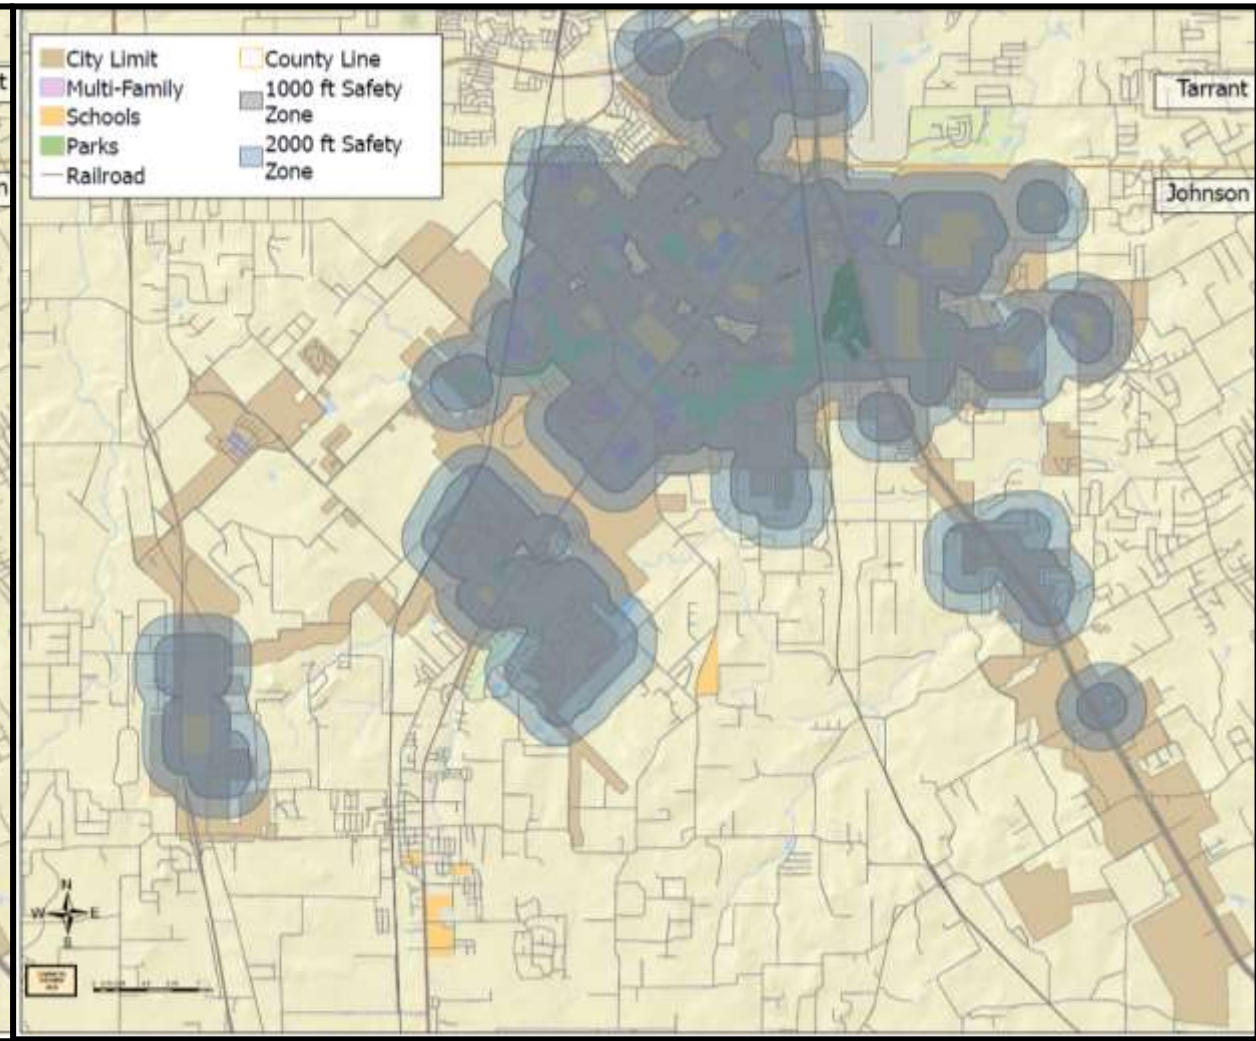 City Limit
Multi-Family
Schools
Parks
Railroad
County Line
1000 ft Safety
Zone
2000 ft Safety
Zone
Tarrant
Johnson
N
W E
S